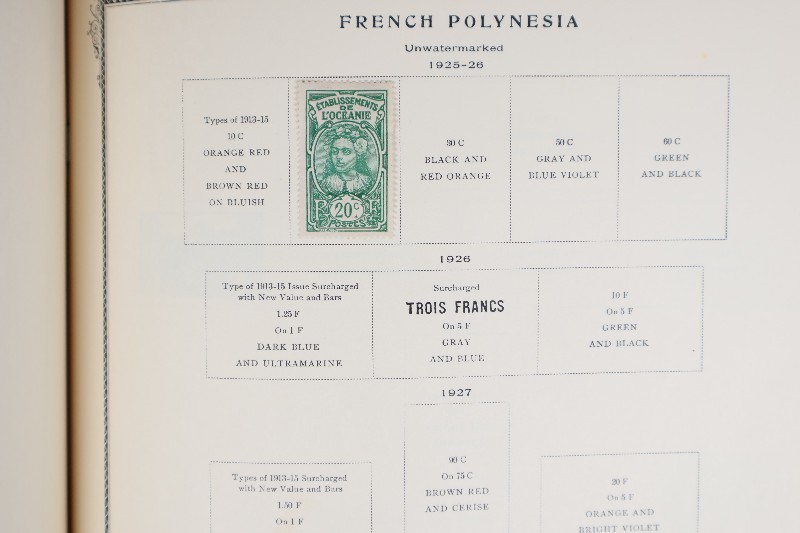 FRENCH POLYNESIA
Unwatermarked
1925-26
Types of 1913-15
10 C
ORANGE RED
AND
BROWN RED
ON BLUISH
ÉTABLISSEMENTS
DE
L'OCÉANIE
20c
POSTES
30 C
BLACK AND
RED ORANGE
50 C
GRAY AND
BLUE VIOLET
60 C
GREEN
AND BLACK
1926
Type of 1913-15 Issue Surcharged
with New Value and Bars
1.25 F
On 1 F
DARK BLUE
AND ULTRAMARINE
Surcharged
TROIS FRANCS
On 5 F
GRAY
AND BLUE
10 F
On 5 F
GREEN
AND BLACK
1927
Types of 1913-15 Surcharged
with New Value and Bars
1.50 F
On 1 F
90 C
On 75 C
BROWN RED
AND CERISE
20 F
On 5 F
ORANGE AND
BRIGHT VIOLET